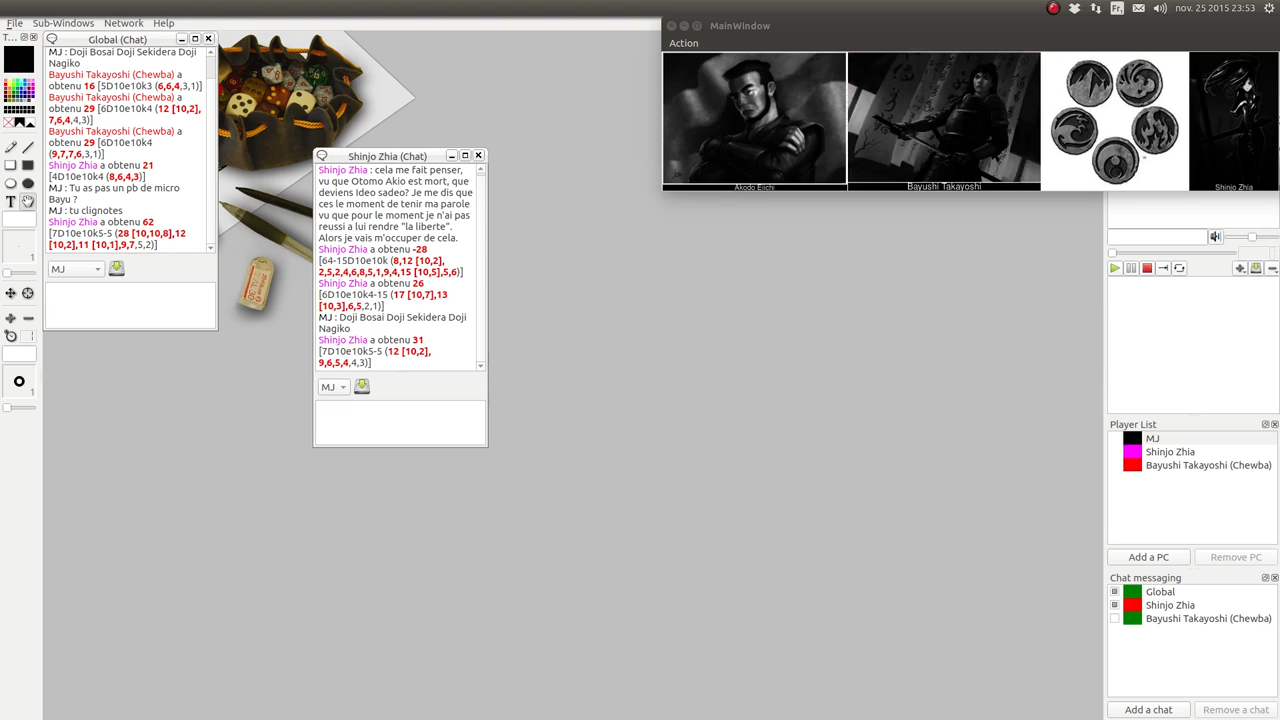 Fr₁
nov. 25 2015 23:53
File Sub-Windows Network Help
MainWindow
Action
T...
Global (Chat)
MJ : Doji Bosai Doji Sekidera Doji
Nagiko
Bayushi Takayoshi (Chewba) a
obtenu 16 [5D10e10k3 (6,6,4,3,1)]
Bayushi Takayoshi (Chewba) a
obtenu 29 [6D10e10k4 (12 [10,2],
7,6,4,4,3)]
Bayushi Takayoshi (Chewba) a
obtenu 29 [6D10e10k4
(9,7,7,6,3,1)]
Shinjo Zhia a obtenu 21
[4D10e10k4 (8,6,4,3)]
MJ : Tu as pas un pb de micro
Bayu ?
MJ : tu clignotes
Shinjo Zhia a obtenu 62
[7D10e10k5-5 (28 [10,10,8],12
[10,2],11 [10,1],9,7,5,2)]
MJ
Shinjo Zhia (Chat)
Shinjo Zhia : cela me fait penser,
vu que Otomo Akio est mort, que
deviens Ideo sadeo? Je me dis que
ces le moment de tenir ma parole
vu que pour le moment je n'ai pas
reussi a lui rendre "la liberte".
Alors je vais m'occuper de cela.
Shinjo Zhia a obtenu -28
[64-15D10e10k (8,12 [10,2],
2,5,2,4,6,8,5,1,9,4,15 [10,5],5,6)]
Shinjo Zhia a obtenu 26
[6D10e10k4-15 (17 [10,7],13
[10,3],6,5,2,1)]
MJ : Doji Bosai Doji Sekidera Doji
Nagiko
Shinjo Zhia a obtenu 31
[7D10e10k5-5 (12 [10,2],
9,6,5,4,4,3)]
MJ
T
1
1
Akodo Eiichi
Bayushi Takayoshi
Shinjo Zhia
Player List
MJ
Shinjo Zhia
Bayushi Takayoshi (Chewba)
Add a PC
Remove PC
Chat messaging
Global
Shinjo Zhia
Bayushi Takayoshi (Chewba)
Add a chat
Remove a chat